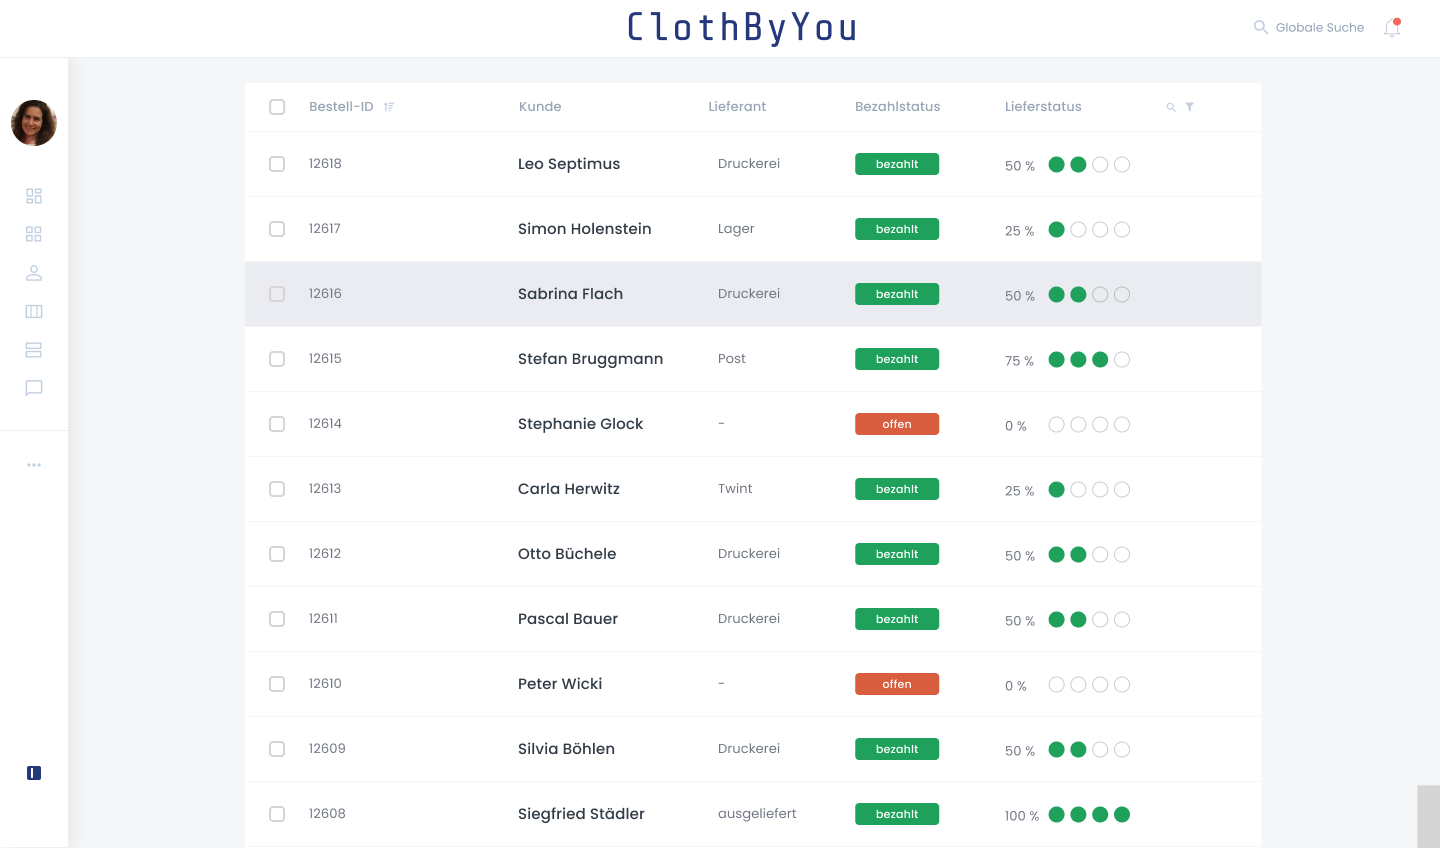 ClothByYou
Globale Suche
Bestell-ID Kunde Lieferant Bezahlstatus Lieferstatus
12618 Leo Septimus Druckerei bezahlt 50 %
12617 Simon Holenstein Lager bezahlt 25 %
12616 Sabrina Flach Druckerei bezahlt 50 %
12615 Stefan Bruggmann Post bezahlt 75 %
12614 Stephanie Glock - offen 0 %
12613 Carla Herwitz Twint bezahlt 25 %
12612 Otto Büchele Druckerei bezahlt 50 %
12611 Pascal Bauer Druckerei bezahlt 50 %
12610 Peter Wicki - offen 0 %
12609 Silvia Böhlen Druckerei bezahlt 50 %
12608 Siegfried Städler ausgeliefert bezahlt 100 %